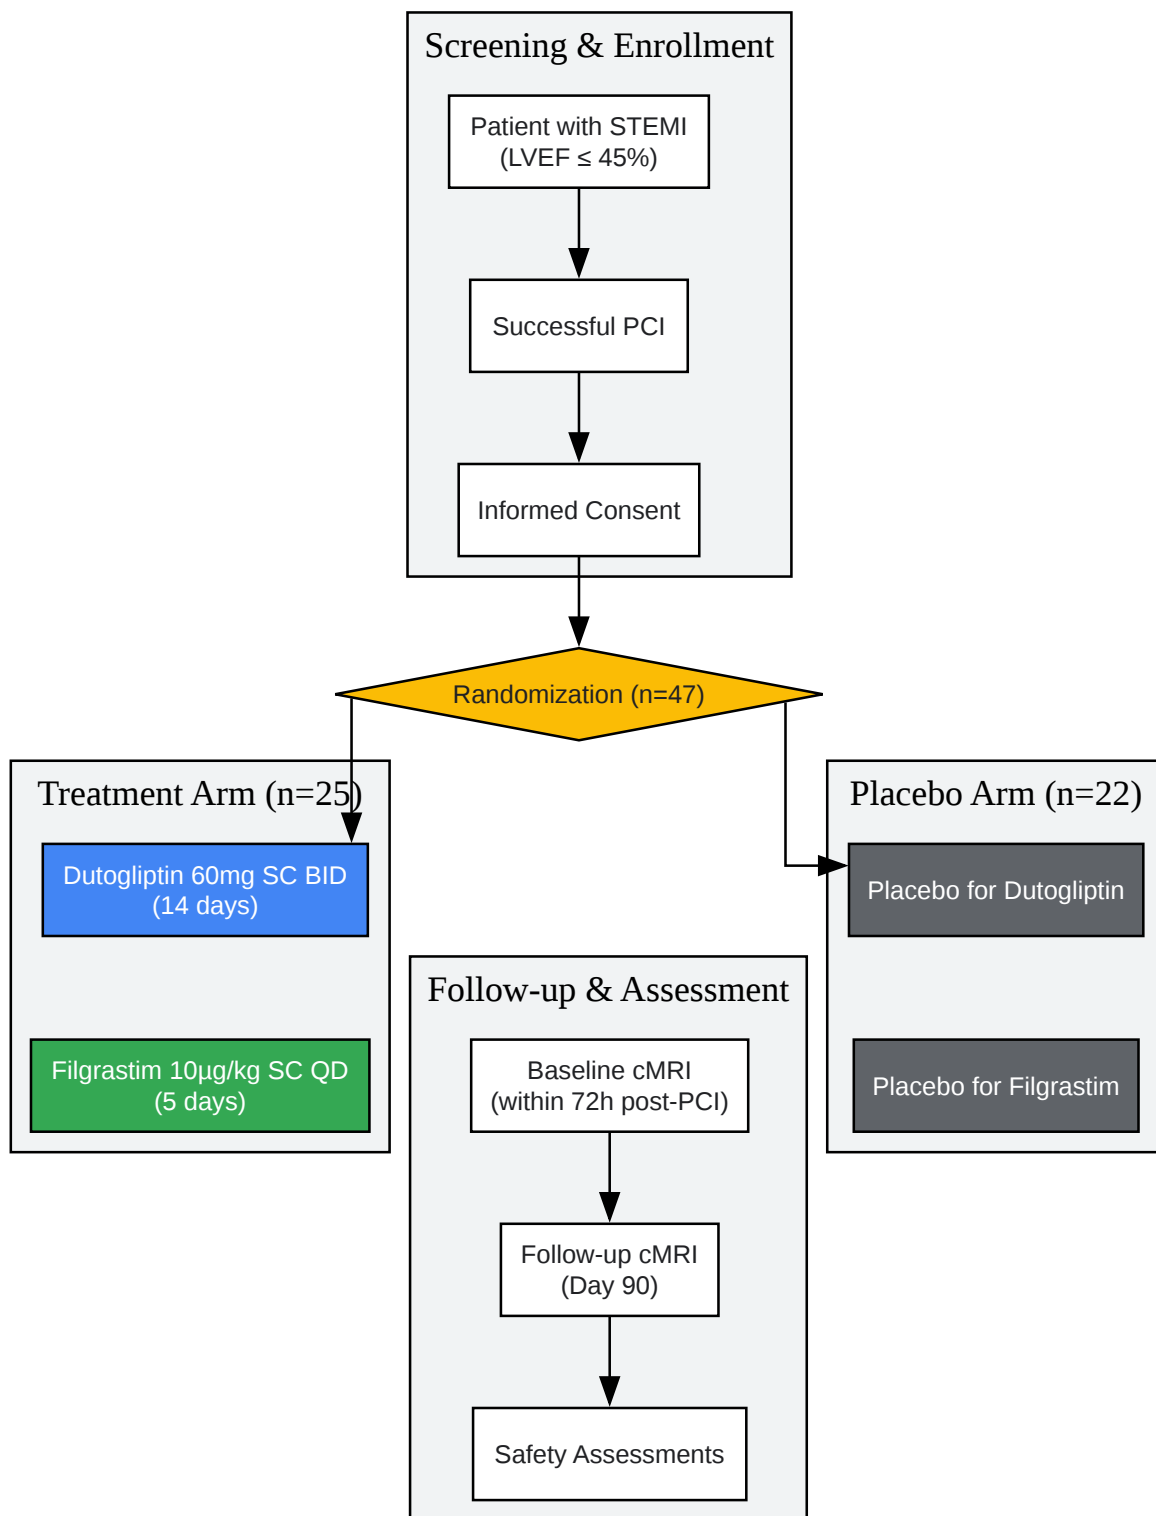 Screening & Enrollment
Patient with STEMI
(LVEF ≤ 45%)
Successful PCI
Informed Consent
Randomization (n=47)
Treatment Arm (n=25)
Dutogliptin 60mg SC BID
(14 days)
Filgrastim 10µg/kg SC QD
(5 days)
Placebo Arm (n=22)
Placebo for Dutogliptin
Placebo for Filgrastim
Follow-up & Assessment
Baseline cMRI
(within 72h post-PCI)
Follow-up cMRI
(Day 90)
Safety Assessments